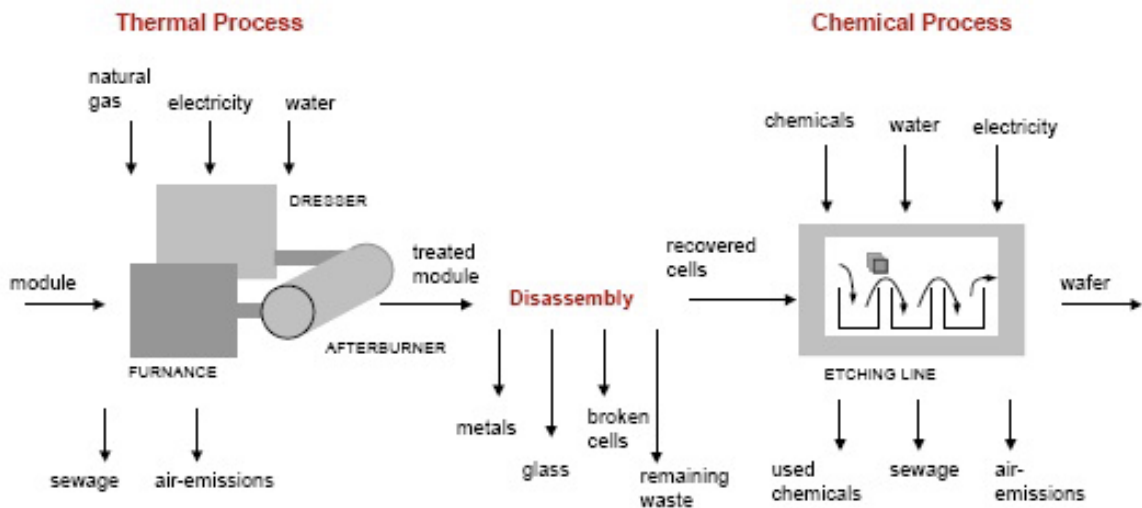 Thermal Process
Chemical Process
natural
gas
electricity
water
chemicals
water
electricity
DRESSER
module
treated
module
recovered
cells
wafer
Disassembly
AFTERBURNER
FURNANCE
ETCHING LINE
metals
glass
broken
cells
remaining
waste
sewage
air-emissions
used
chemicals
sewage
air-
emissions